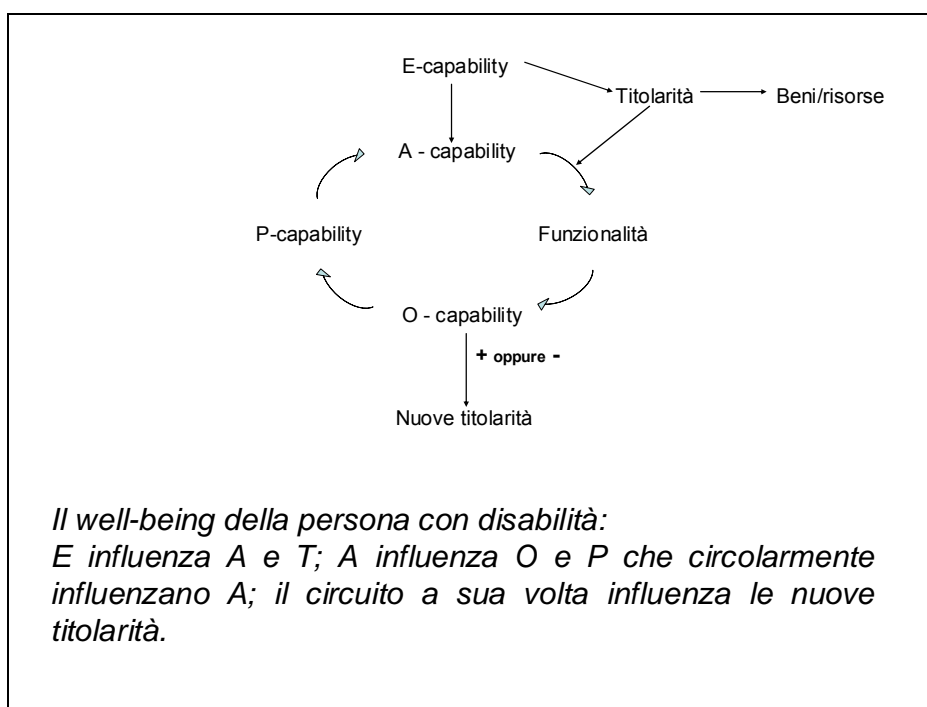 E-capability
Titolarità
Beni/risorse
A - capability
P-capability
Funzionalità
O - capability
+ oppure -
Nuove titolarità
Il well-being della persona con disabilità:
E influenza A e T; A influenza O e P che circolarmente
influenzano A; il circuito a sua volta influenza le nuove
titolarità.